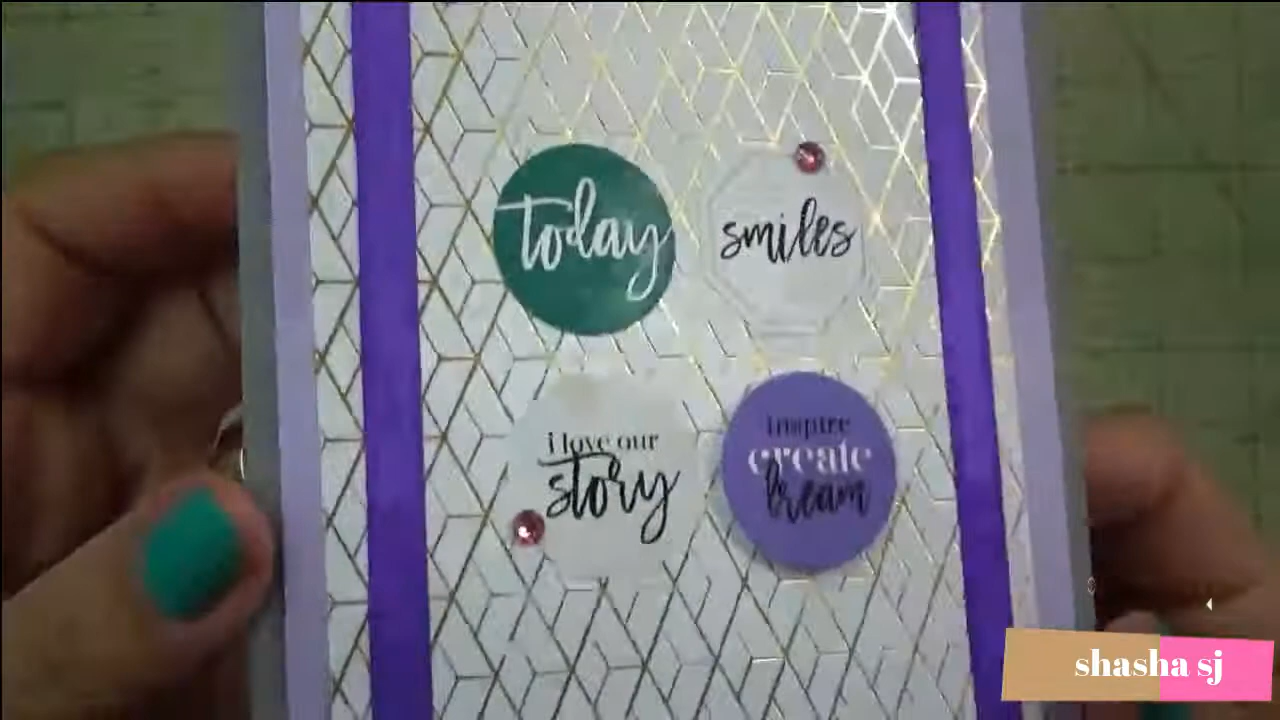 today
smiles
i love our
story
inspire
create
dream
shasha sj